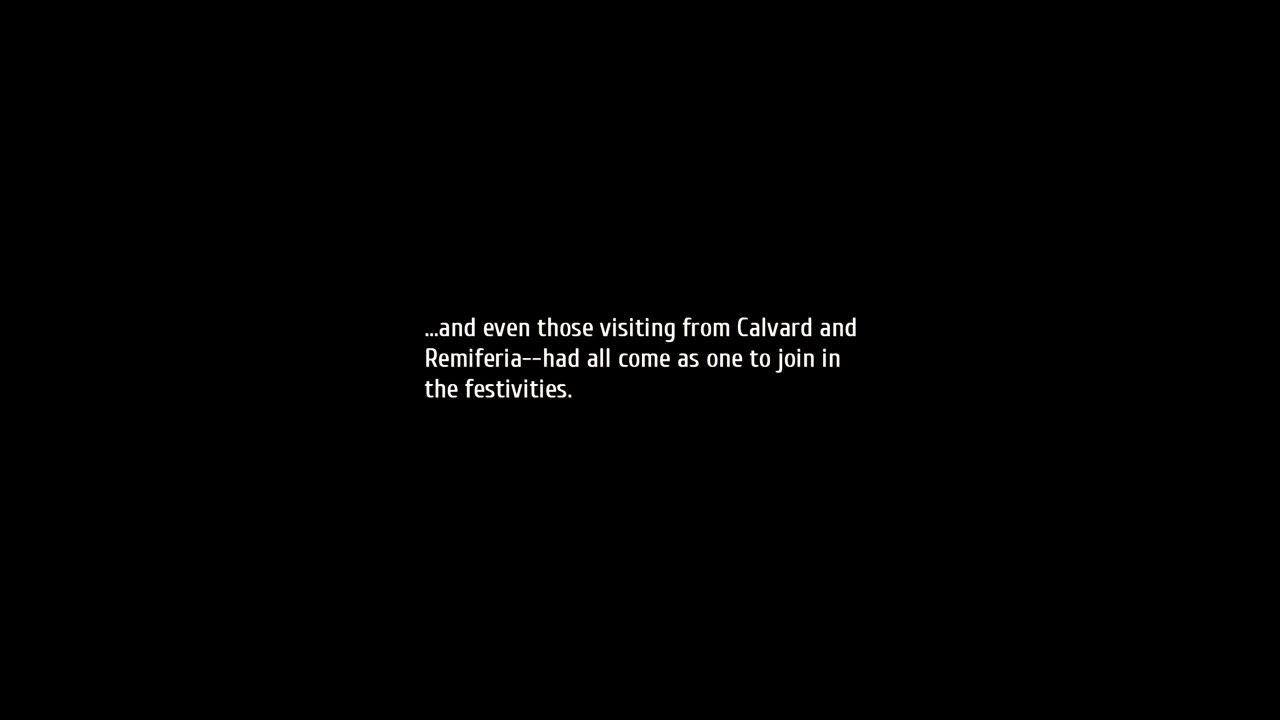 ...and even those visiting from Calvard and
Remiferia--had all come as one to join in
the festivities.